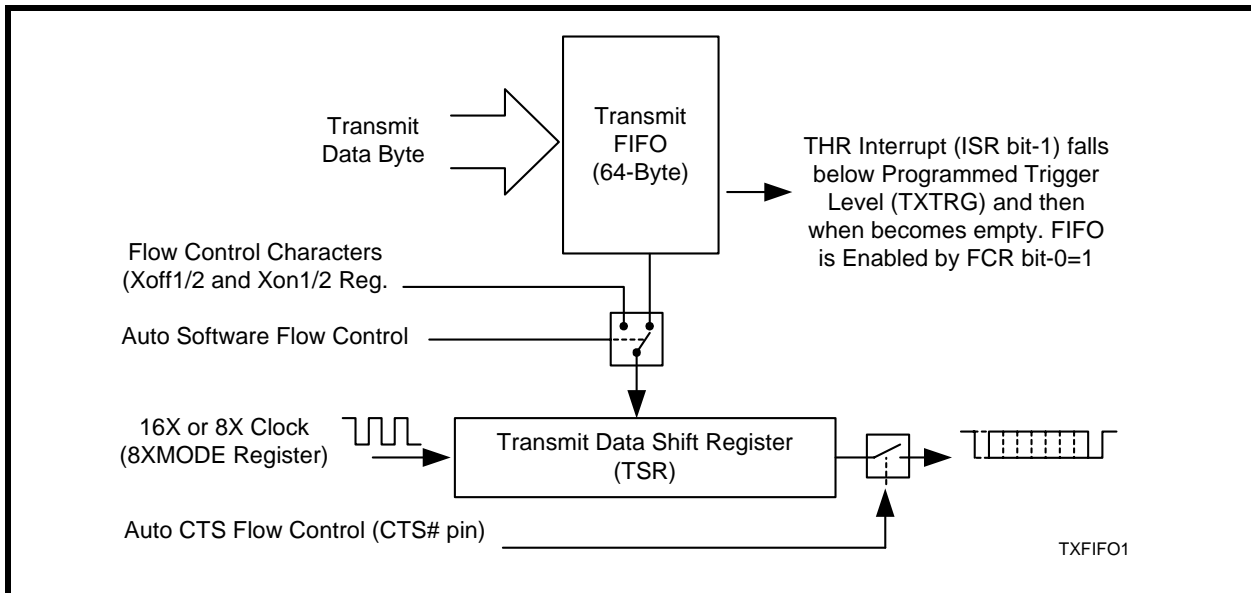 Transmit
Data Byte
Transmit
FIFO
(64-Byte)
THR Interrupt (ISR bit-1) falls
below Programmed Trigger
Level (TXTRG) and then
when becomes empty. FIFO
is Enabled by FCR bit-0=1
Flow Control Characters
(Xoff1/2 and Xon1/2 Reg.
Auto Software Flow Control
16X or 8X Clock
(8XMODE Register)
Transmit Data Shift Register
(TSR)
Auto CTS Flow Control (CTS# pin)
TXFIFO1